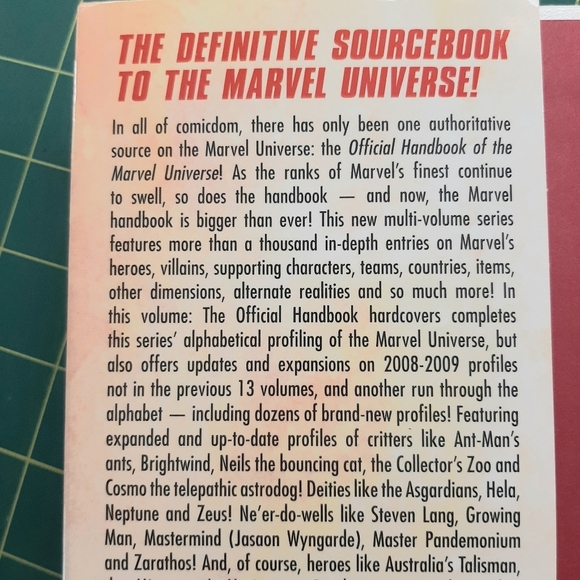 THE DEFINITIVE SOURCEBOOK
TO THE MARVEL UNIVERSE!
In all of comicdom, there has only been one authoritative
source on the Marvel Universe: the Official Handbook of the
Marvel Universe! As the ranks of Marvel's finest continue
to swell, so does the handbook — and now, the Marvel
handbook is bigger than ever! This new multi-volume series
features more than a thousand in-depth entries on Marvel's
heroes, villains, supporting characters, teams, countries, items,
other dimensions, alternate realities and so much more! In
this volume: The Official Handbook hardcovers completes
this series' alphabetical profiling of the Marvel Universe, but
also offers updates and expansions on 2008-2009 profiles
not in the previous 13 volumes, and another run through the
alphabet — including dozens of brand-new profiles! Featuring
expanded and up-to-date profiles of critters like Ant-Man's
ants, Brightwind, Neils the bouncing cat, the Collector's Zoo and
Cosmo the telepathic astrodog! Deities like the Asgardians, Hela,
Neptune and Zeus! Ne'er-do-wells like Steven Lang, Growing
Man, Mastermind (Jasaon Wyngarde), Master Pandemonium
and Zarathos! And, of course, heroes like Australia's Talisman,